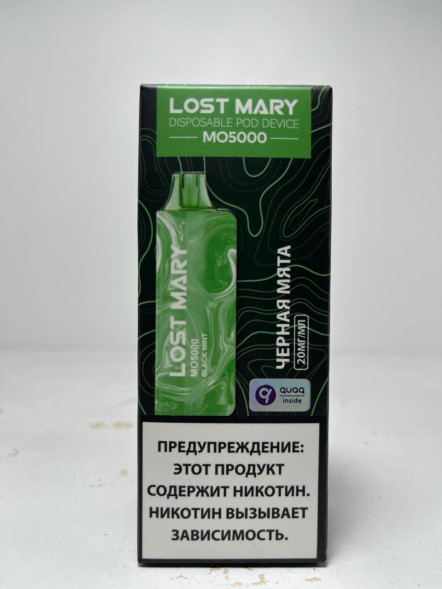 LOST MARY
DISPOSABLE POD DEVICE
MO5000
LOST MARY
MO5000
BLACK MINT
ЧЕРНАЯ МЯТА
20МГ/МЛ
quaq
inside
ПРЕДУПРЕЖДЕНИЕ:
ЭТОТ ПРОДУКТ
СОДЕРЖИТ НИКОТИН.
НИКОТИН ВЫЗЫВАЕТ
ЗАВИСИМОСТЬ.